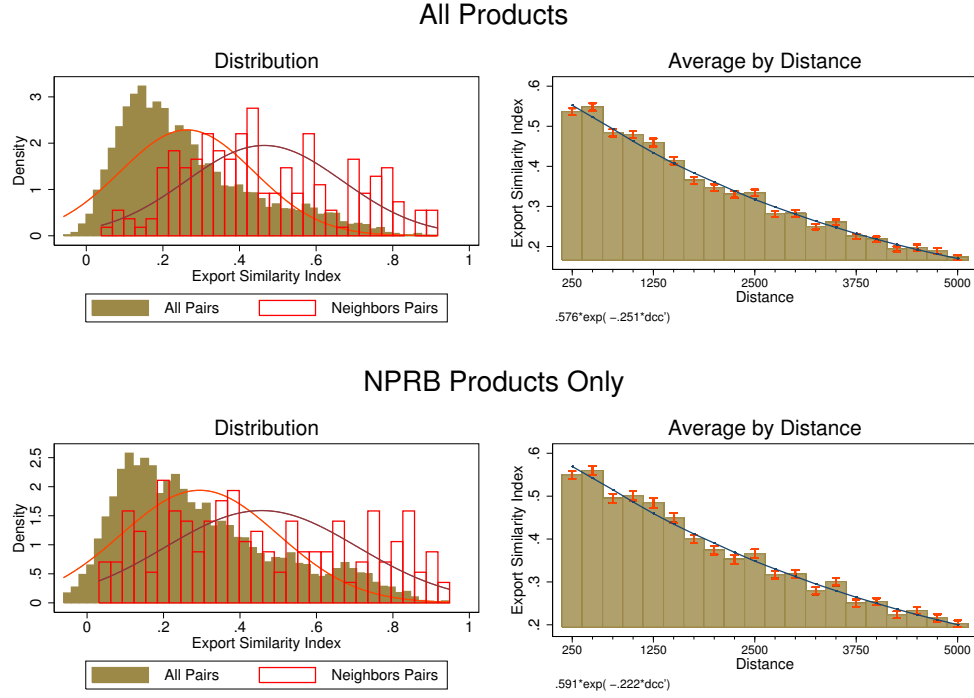 All Products
Distribution
Density
0
1
2
3
0
.2
.4
.6
.8
1
Export Similarity Index
All Pairs
Neighbors Pairs
Average by Distance
Export Similarity Index
.2
.3
.4
.5
.6
250
1250
2500
3750
5000
Distance
.576*exp( −.251*dcc')
NPRB Products Only
Distribution
Density
0
.5
1
1.5
2
2.5
0
.2
.4
.6
.8
1
Export Similarity Index
All Pairs
Neighbors Pairs
Average by Distance
Export Similarity Index
.2
.3
.4
.5
.6
250
1250
2500
3750
5000
Distance
.591*exp( −.222*dcc')